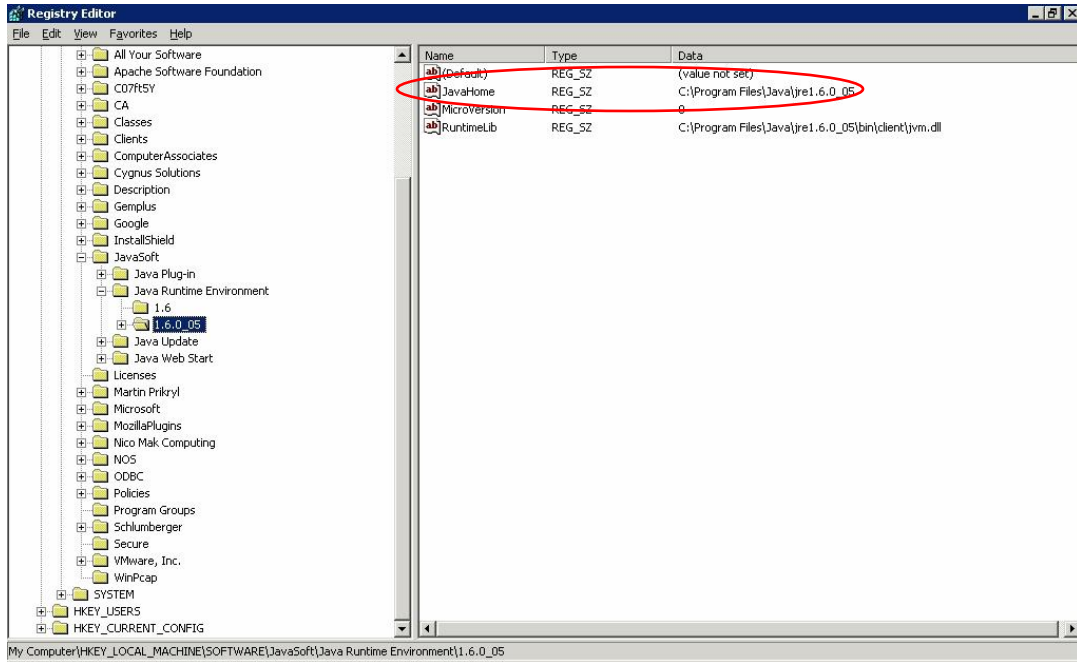 Registry Editor
File Edit View Favorites Help
All Your Software
Apache Software Foundation
C07ft5Y
CA
Classes
Clients
ComputerAssociates
Cygnus Solutions
Description
Gemplus
Google
InstallShield
JavaSoft
Java Plug-in
Java Runtime Environment
1.6
1.6.0_05
Java Update
Java Web Start
Licenses
Martin Prikryl
Microsoft
MozillaPlugins
Nico Mak Computing
NOS
ODBC
Policies
Program Groups
Schlumberger
Secure
VMware, Inc.
WinPcap
SYSTEM
HKEY_USERS
HKEY_CURRENT_CONFIG
Name Type Data
ab (Default) REG_SZ (value not set)
ab JavaHome REG_SZ C:\Program Files\Java\jre1.6.0_05
ab MicroVersion REG_SZ 0
ab RuntimeLib REG_SZ C:\Program Files\Java\jre1.6.0_05\bin\client\jvm.dll
My Computer\HKEY_LOCAL_MACHINE\SOFTWARE\JavaSoft\Java Runtime Environment\1.6.0_05